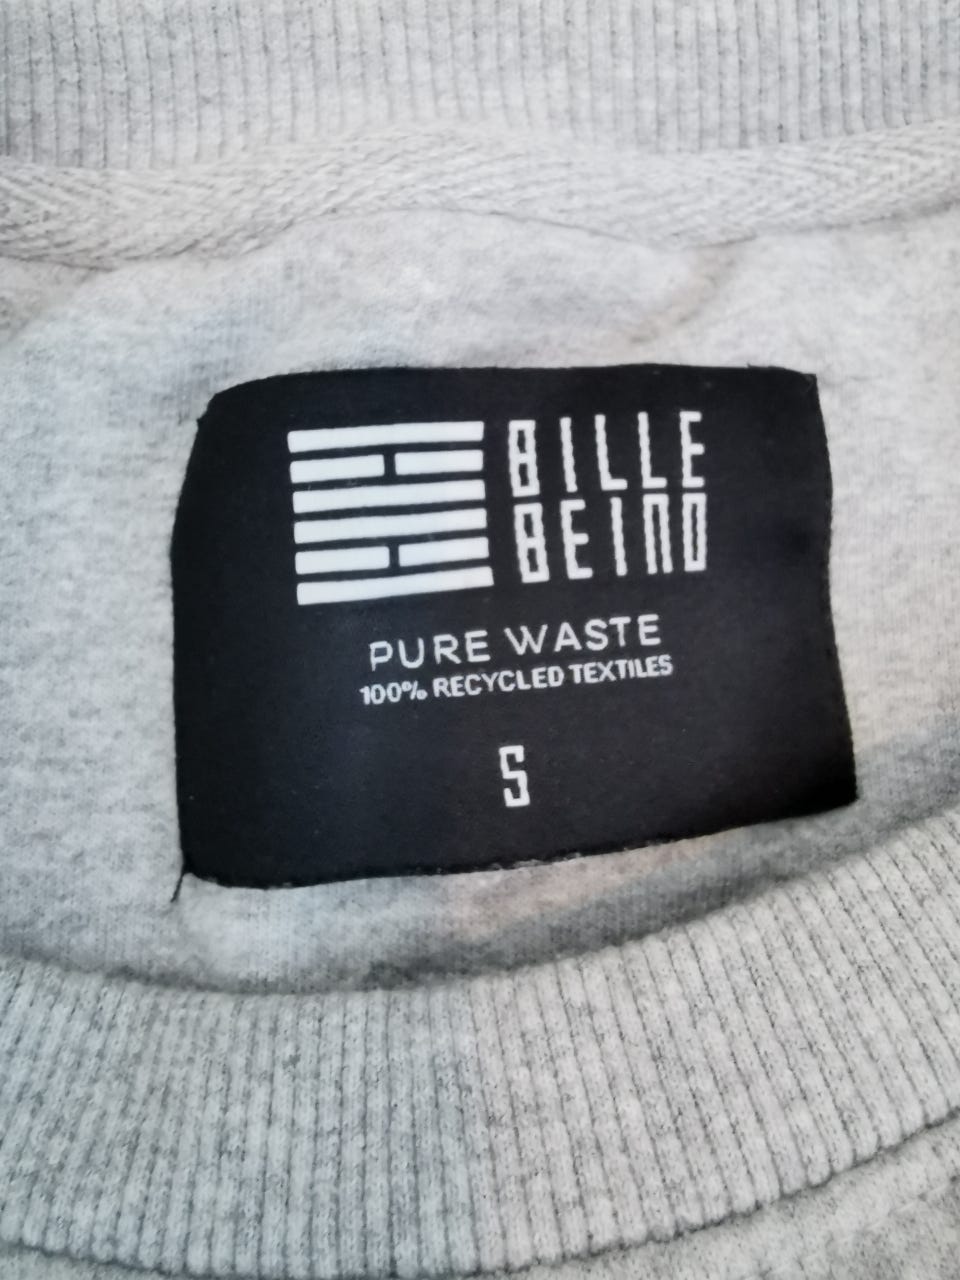 BILLE
BEINO
PURE WASTE
100% RECYCLED TEXTILES
S